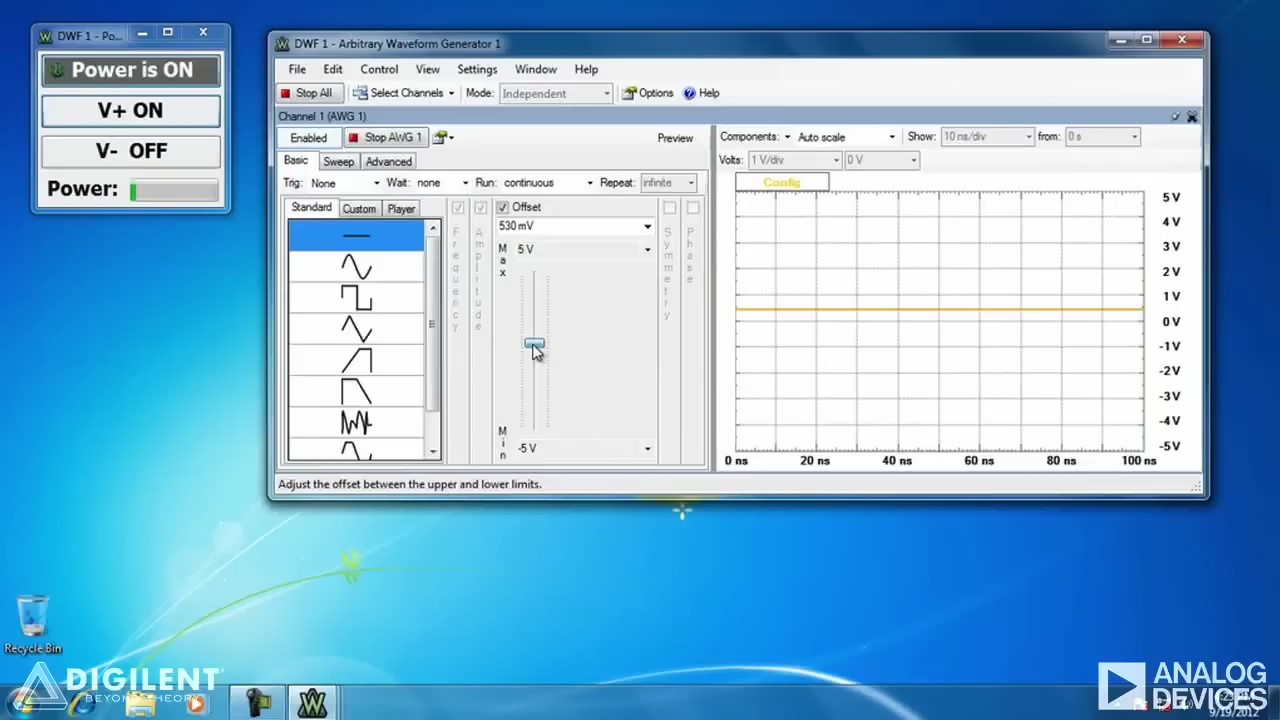 DWF 1 - Po...
Power is ON
V+ ON
V- OFF
Power:
DWF 1 - Arbitrary Waveform Generator 1
File Edit Control View Settings Window Help
Stop All Select Channels Mode: Independent Options Help
Channel 1 (AWG 1)
Enabled Stop AWG 1 Preview
Basic Sweep Advanced
Trig: None Wait: none Run: continuous Repeat: infinite
Standard Custom Player
Frequency
Amplitude
Offset
530 mV
Max 5 V
Min -5 V
Symmetry
Phase
Components: Auto scale Show: 10 ns/div from: 0 s
Volts: 1 V/div 0 V
Config
5 V
4 V
3 V
2 V
1 V
0 V
-1 V
-2 V
-3 V
-4 V
-5 V
0 ns 20 ns 40 ns 60 ns 80 ns 100 ns
Adjust the offset between the upper and lower limits.
Recycle Bin
DIGILENT
BEYOND THEORY
ANALOG
DEVICES
9/19/2012